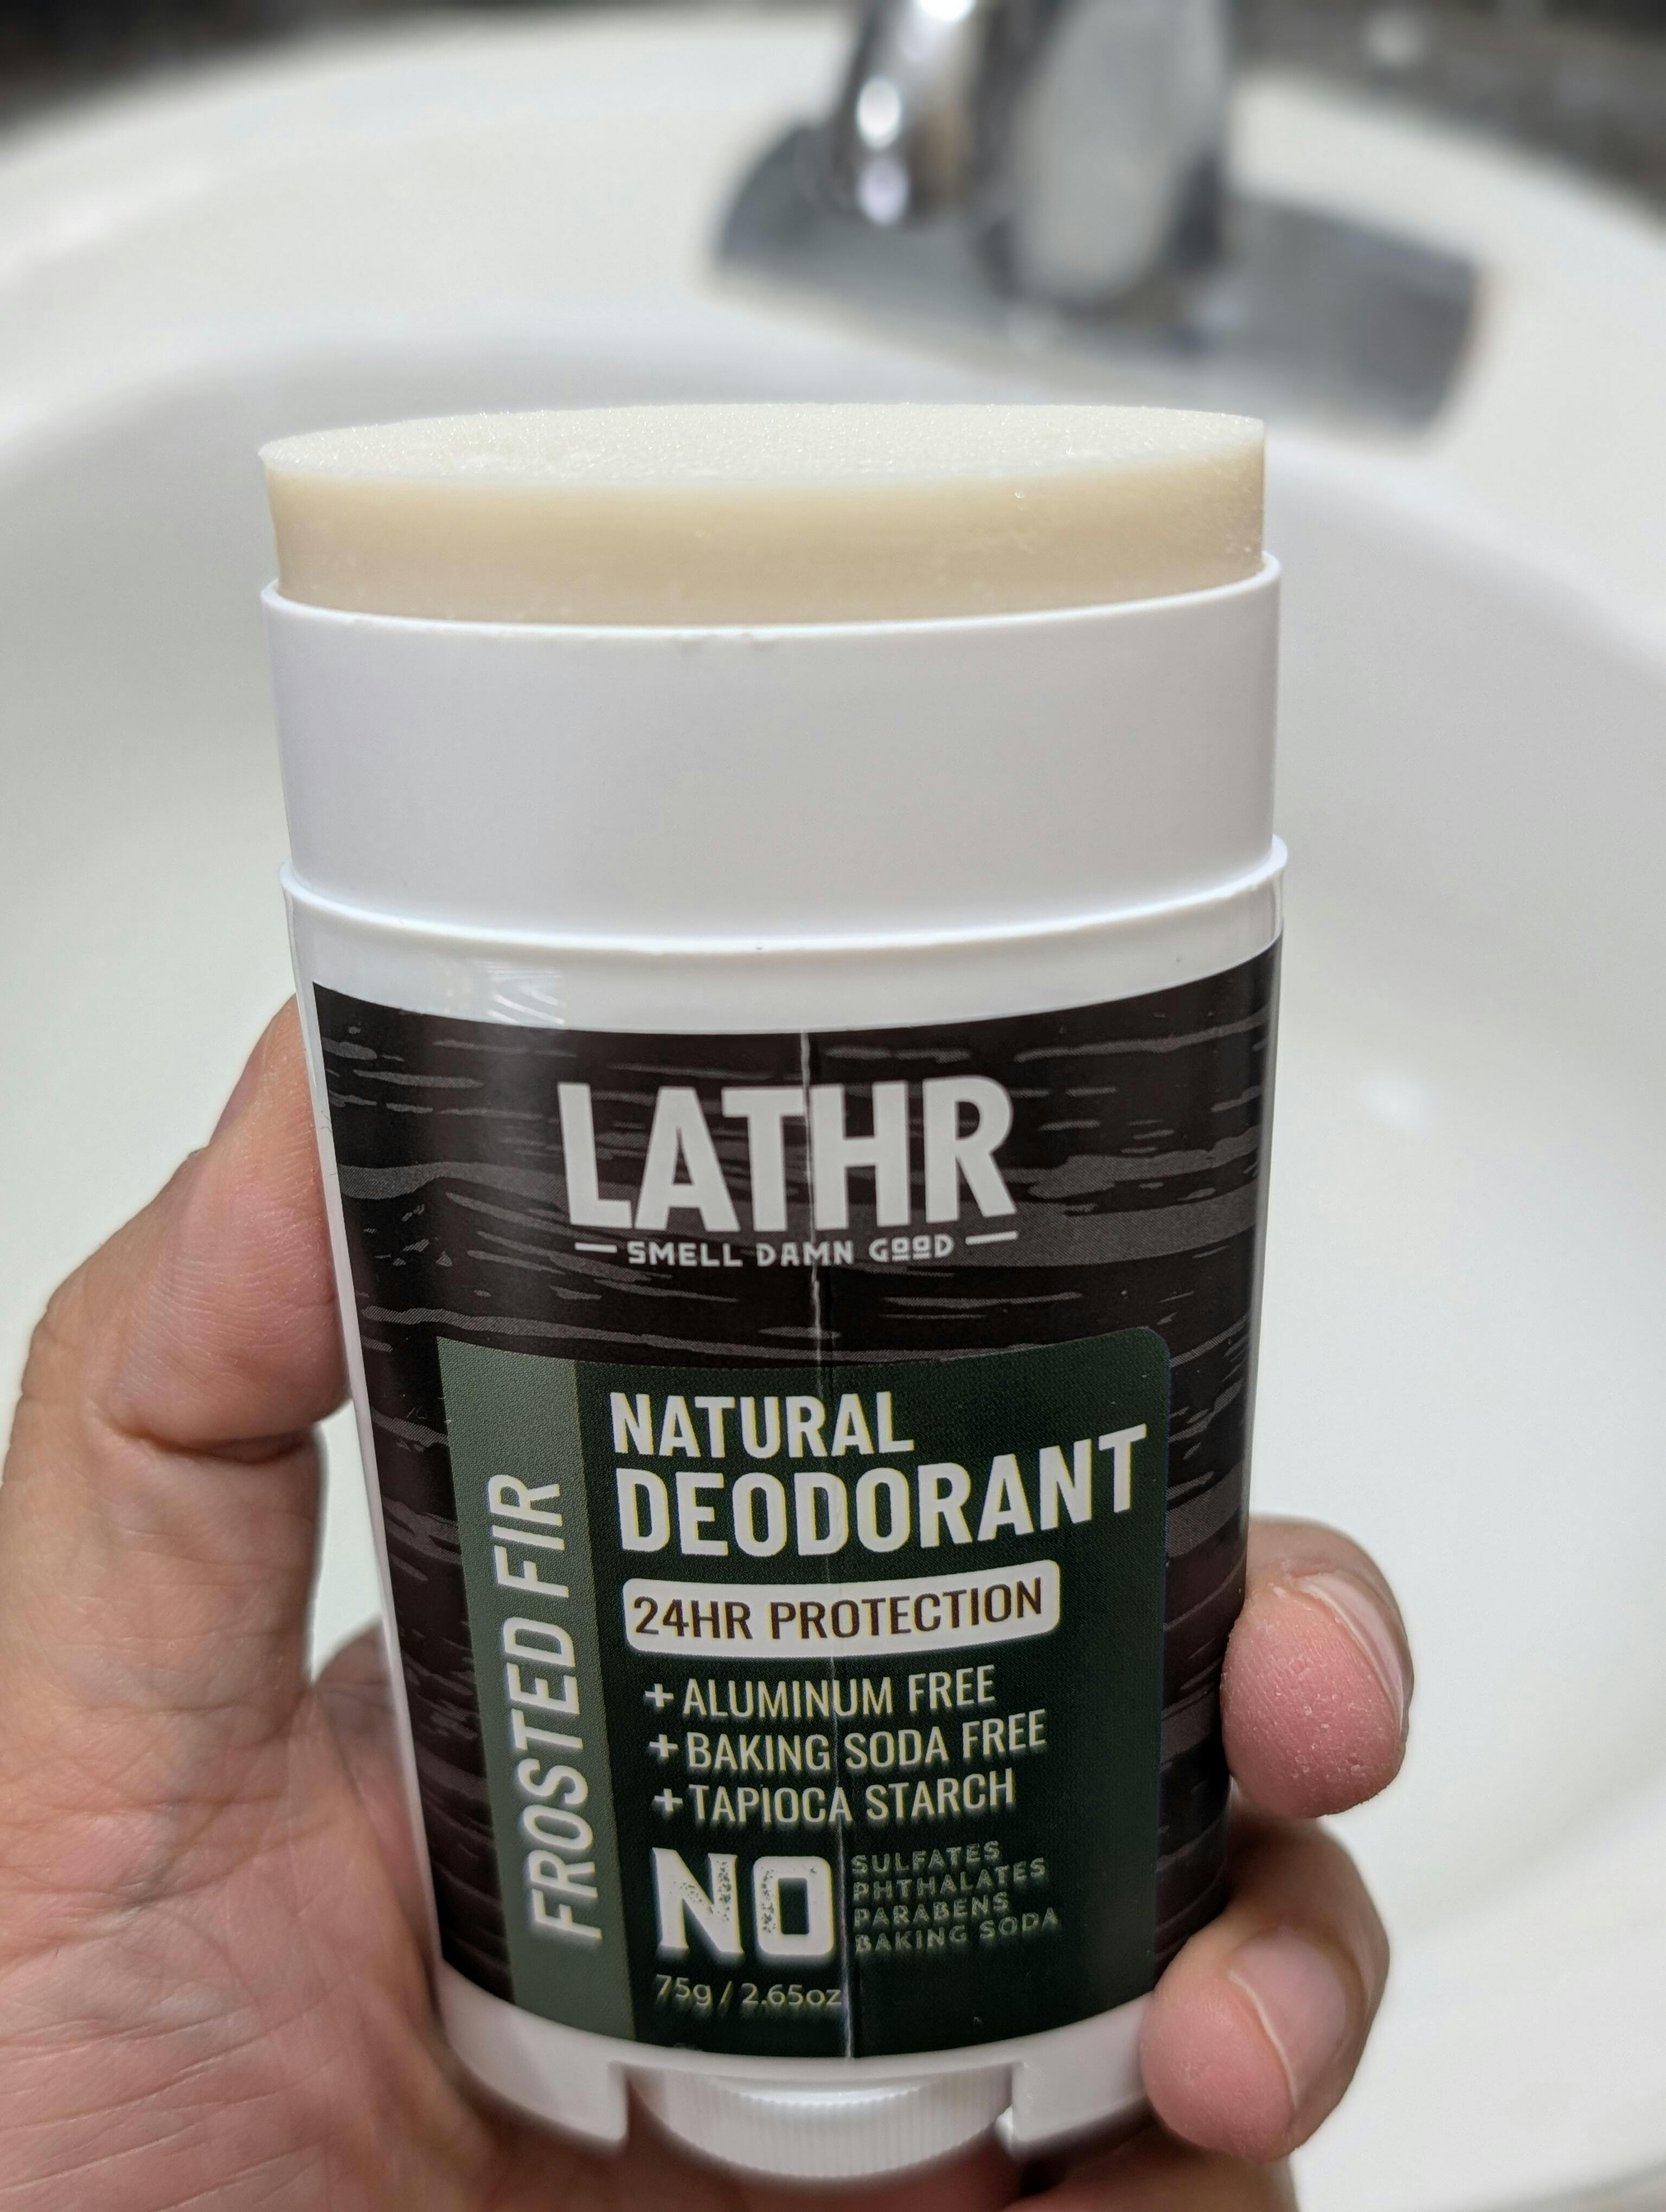 LATHR
SMELL DAMN GOOD
FROSTED FIR
NATURAL
DEODORANT
24HR PROTECTION
+ ALUMINUM FREE
+ BAKING SODA FREE
+ TAPIOCA STARCH
NO
SULFATES
PHTHALATES
PARABENS
BAKING SODA
75g / 2.65oz